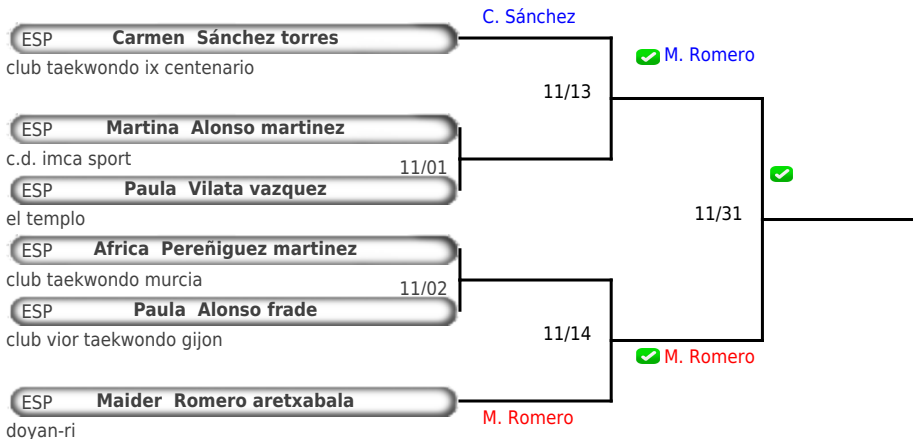 C. Sánchez
ESP Carmen Sánchez torres
M. Romero
club taekwondo ix centenario
11/13
ESP Martina Alonso martinez
c.d. imca sport
11/01
ESP Paula Vilata vazquez
el templo
11/31
ESP Africa Pereñiguez martinez
club taekwondo murcia
11/02
ESP Paula Alonso frade
club vior taekwondo gijon
11/14
M. Romero
ESP Maider Romero aretxabala
M. Romero
doyan-ri